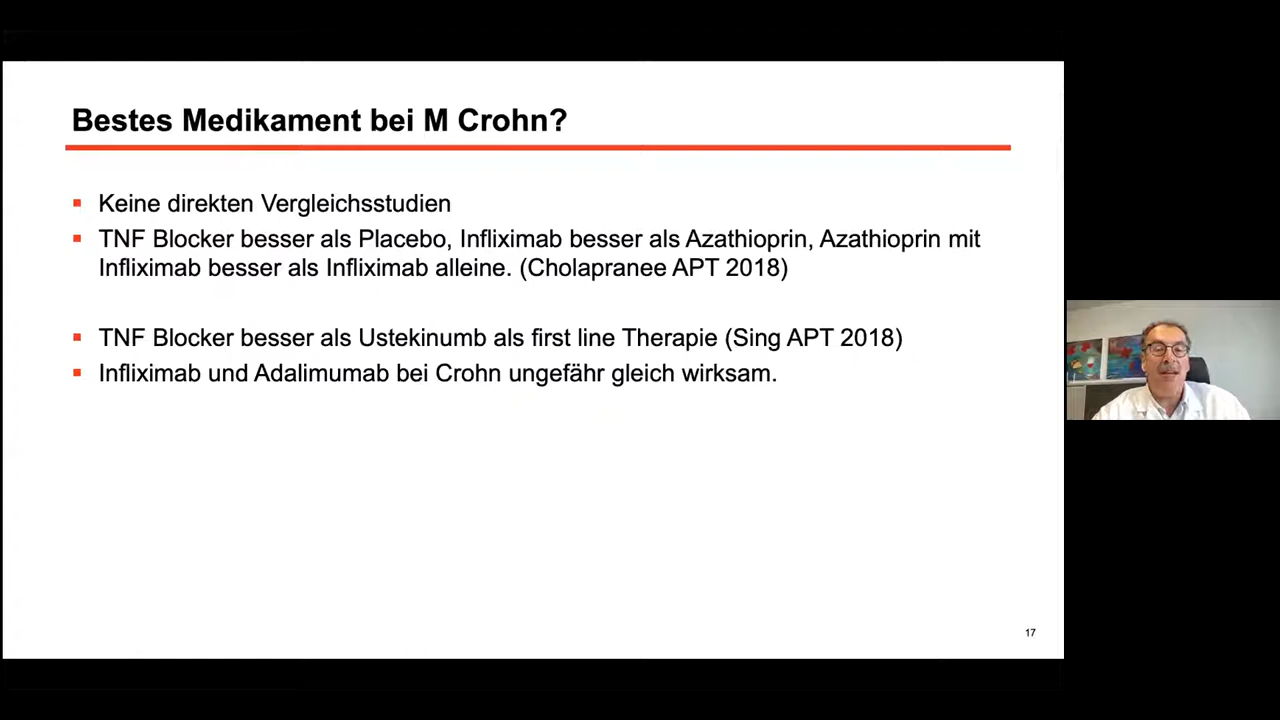 Bestes Medikament bei M Crohn?
Keine direkten Vergleichsstudien
TNF Blocker besser als Placebo, Infliximab besser als Azathioprin, Azathioprin mit
Infliximab besser als Infliximab alleine. (Cholapranee APT 2018)
TNF Blocker besser als Ustekinumb als first line Therapie (Sing APT 2018)
Infliximab und Adalimumab bei Crohn ungefähr gleich wirksam.
17